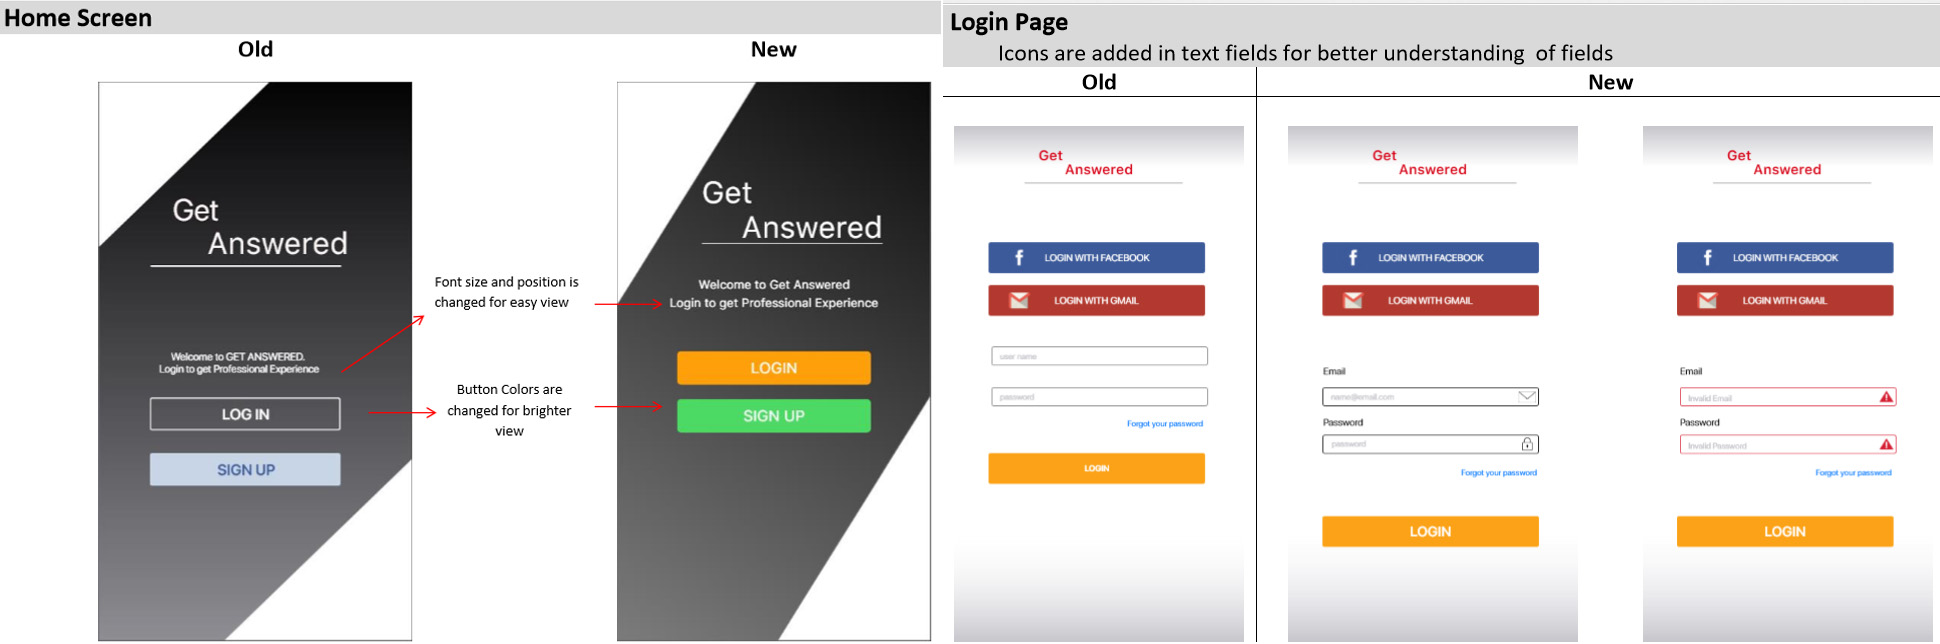 Home Screen
Old
New
Get
Answered
Welcome to GET ANSWERED.
Login to get Professional Experience
LOG IN
SIGN UP
Font size and position is
changed for easy view
Button Colors are
changed for brighter
view
Get
Answered
Welcome to Get Answered
Login to get Professional Experience
LOGIN
SIGN UP
Login Page
Icons are added in text fields for better understanding of fields
Old
New
Get
Answered
LOGIN WITH FACEBOOK
LOGIN WITH GMAIL
user name
password
Forgot your password
LOGIN
Get
Answered
LOGIN WITH FACEBOOK
LOGIN WITH GMAIL
Email
name@email.com
Password
password
Forgot your password
LOGIN
Get
Answered
LOGIN WITH FACEBOOK
LOGIN WITH GMAIL
Email
Invalid Email
Password
Invalid Password
Forgot your password
LOGIN